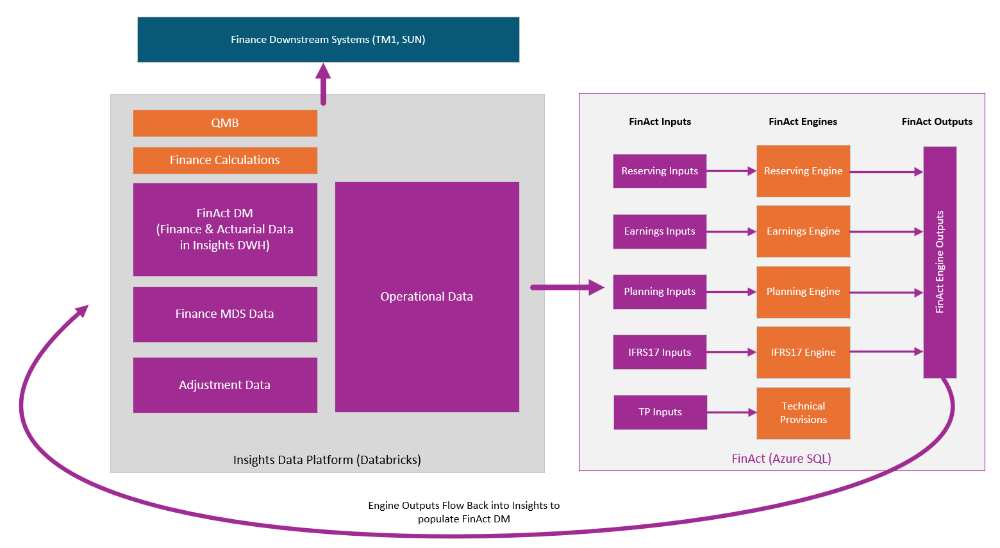 Finance Downstream Systems (TM1, SUN)
QMB
Finance Calculations
FinAct DM
(Finance & Actuarial Data
in Insights DWH)
Finance MDS Data
Adjustment Data
Operational Data
Insights Data Platform (Databricks)
FinAct Inputs
FinAct Engines
FinAct Outputs
Reserving Inputs
Reserving Engine
Earnings Inputs
Earnings Engine
Planning Inputs
Planning Engine
IFRS17 Inputs
IFRS17 Engine
TP Inputs
Technical
Provisions
FinAct Engine Outputs
FinAct (Azure SQL)
Engine Outputs Flow Back into Insights to
populate FinAct DM